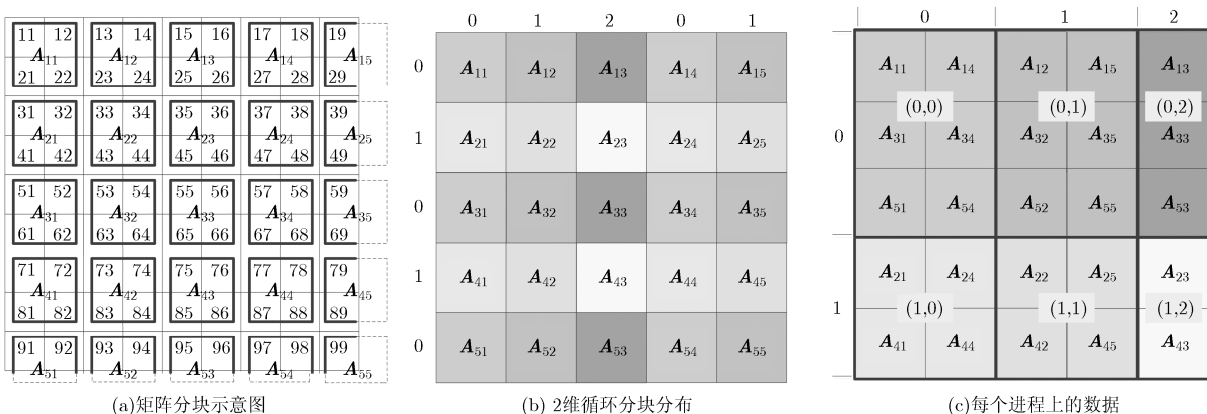 11 12 13 14 15 16 17 18 19
A11 A12 A13 A14 A15
21 22 23 24 25 26 27 28 29
31 32 33 34 35 36 37 38 39
A21 A22 A23 A24 A25
41 42 43 44 45 46 47 48 49
51 52 53 54 55 56 57 58 59
A31 A32 A33 A34 A35
61 62 63 64 65 66 67 68 69
71 72 73 74 75 76 77 78 79
A41 A42 A43 A44 A45
81 82 83 84 85 86 87 88 89
91 92 93 94 95 96 97 98 99
A51 A52 A53 A54 A55
(a)矩阵分块示意图
0 1 2 0 1
0 A11 A12 A13 A14 A15
1 A21 A22 A23 A24 A25
0 A31 A32 A33 A34 A35
1 A41 A42 A43 A44 A45
0 A51 A52 A53 A54 A55
(b) 2维循环分块分布
0 1 2
A11 A14 A12 A15 A13
(0,0) (0,1) (0,2)
0 A31 A34 A32 A35 A33
A51 A54 A52 A55 A53
A21 A24 A22 A25 A23
1 (1,0) (1,1) (1,2)
A41 A44 A42 A45 A43
(c)每个进程上的数据